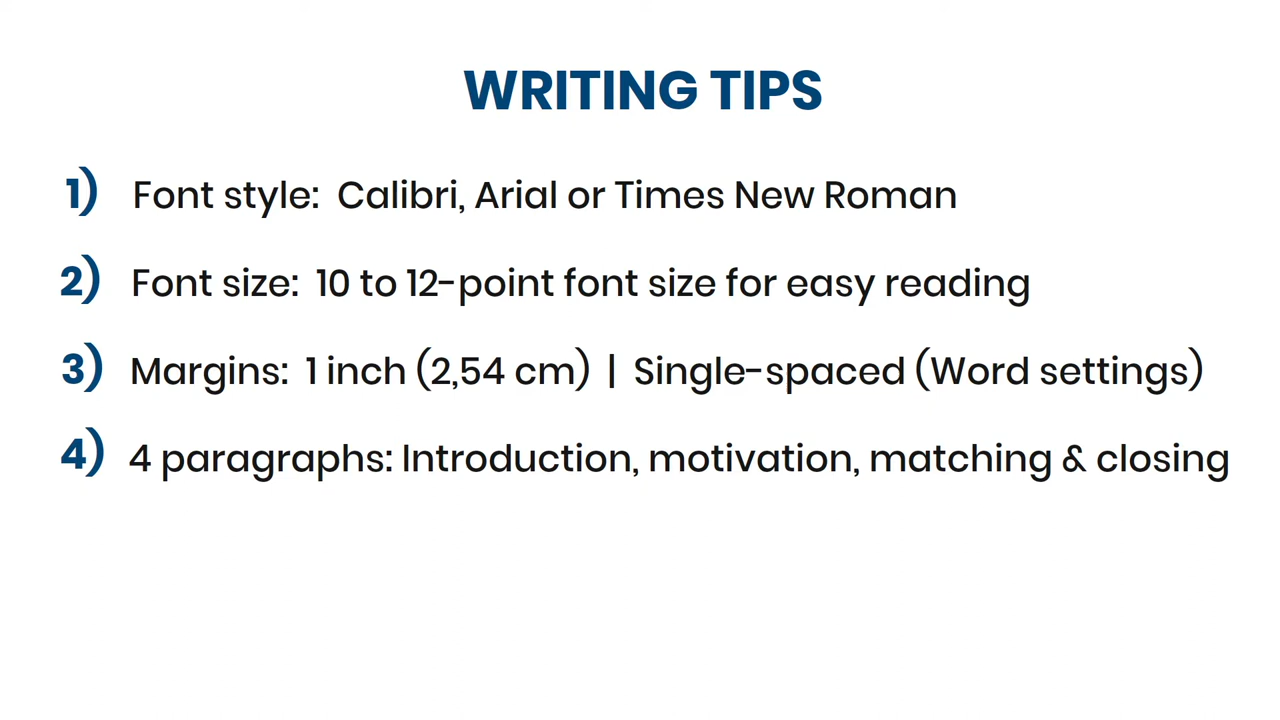 WRITING TIPS
1) Font style: Calibri, Arial or Times New Roman
2) Font size: 10 to 12-point font size for easy reading
3) Margins: 1 inch (2,54 cm) | Single-spaced (Word settings)
4) 4 paragraphs: Introduction, motivation, matching & closing